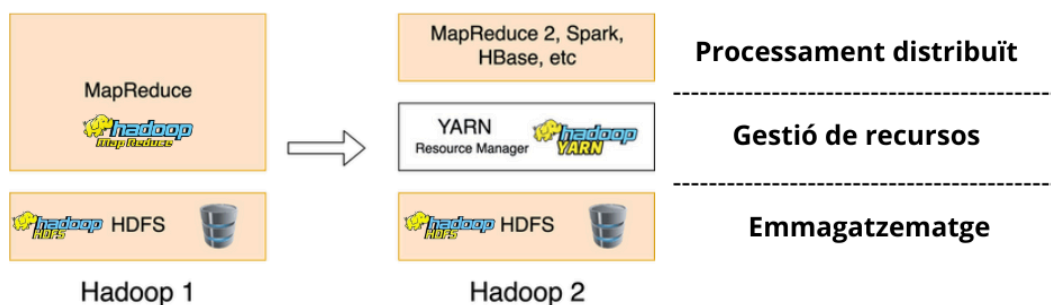 MapReduce
hadoop
Map Reduce
hadoop
HDFS
HDFS
Hadoop 1
MapReduce 2, Spark,
HBase, etc
YARN
Resource Manager
hadoop
YARN
hadoop
HDFS
HDFS
Hadoop 2
Processament distribuït
Gestió de recursos
Emmagatzematge